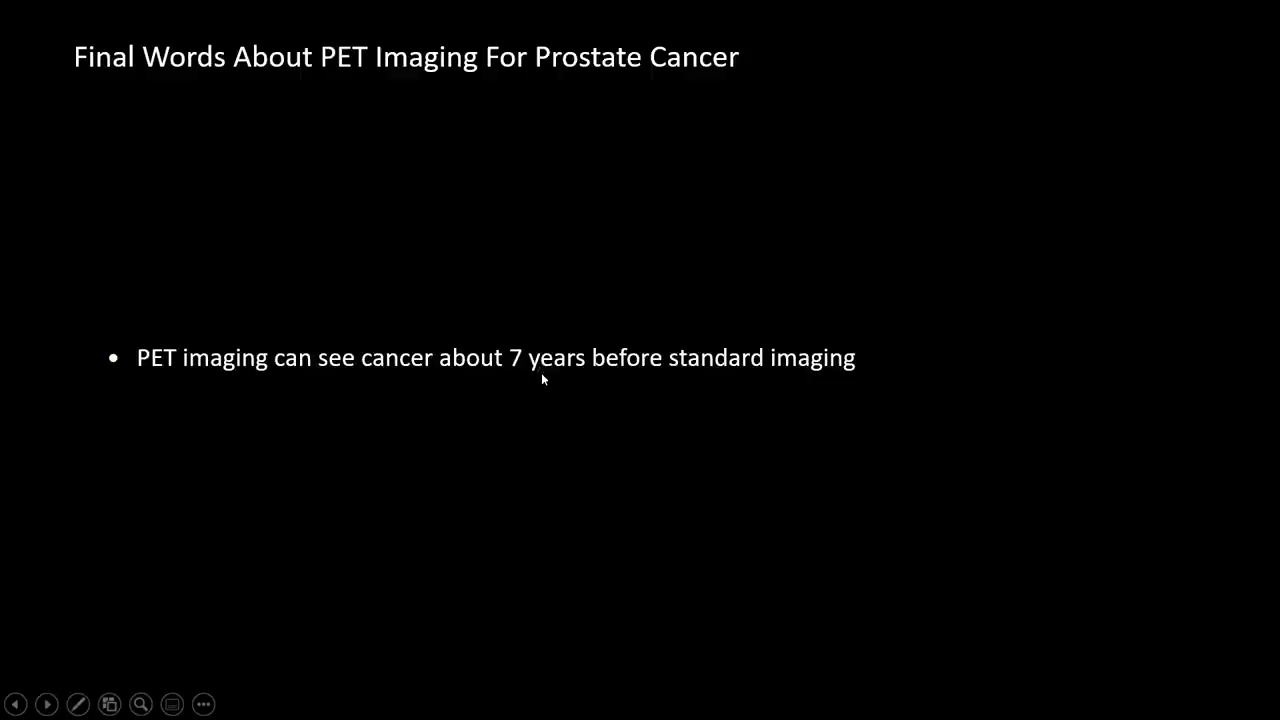 Final Words About PET Imaging For Prostate Cancer
• PET imaging can see cancer about 7 years before standard imaging